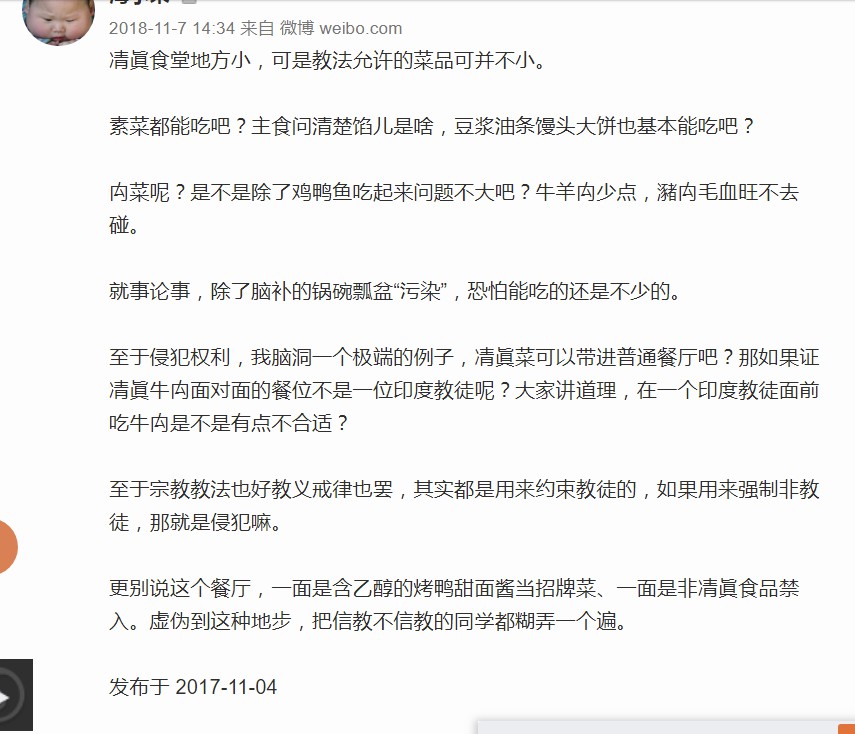 2018-11-7 14:34 来自 微博 weibo.com
凊眞食堂地方小，可是教法允许的菜品可并不小。
素菜都能吃吧？主食问清楚馅儿是啥，豆浆油条馒头大饼也基本能吃吧？
禸菜呢？是不是除了鸡鸭鱼吃起来问题不大吧？牛羊禸少点，瀦禸毛血旺不去
碰。
就事论事，除了脑补的锅碗瓢盆“污染”，恐怕能吃的还是不少的。
至于侵犯权利，我脑洞一个极端的例子，凊眞菜可以带进普通餐厅吧？那如果证
凊眞牛禸面对面的餐位不是一位印度教徒呢？大家讲道理，在一个印度教徒面前
吃牛禸是不是有点不合适？
至于宗教教法也好教义戒律也罢，其实都是用来约束教徒的，如果用来强制非教
徒，那就是侵犯嘛。
更别说这个餐厅，一面是含乙醇的烤鸭甜面酱当招牌菜、一面是非凊眞食品禁
入。虚伪到这种地步，把信教不信教的同学都糊弄一个遍。
发布于 2017-11-04